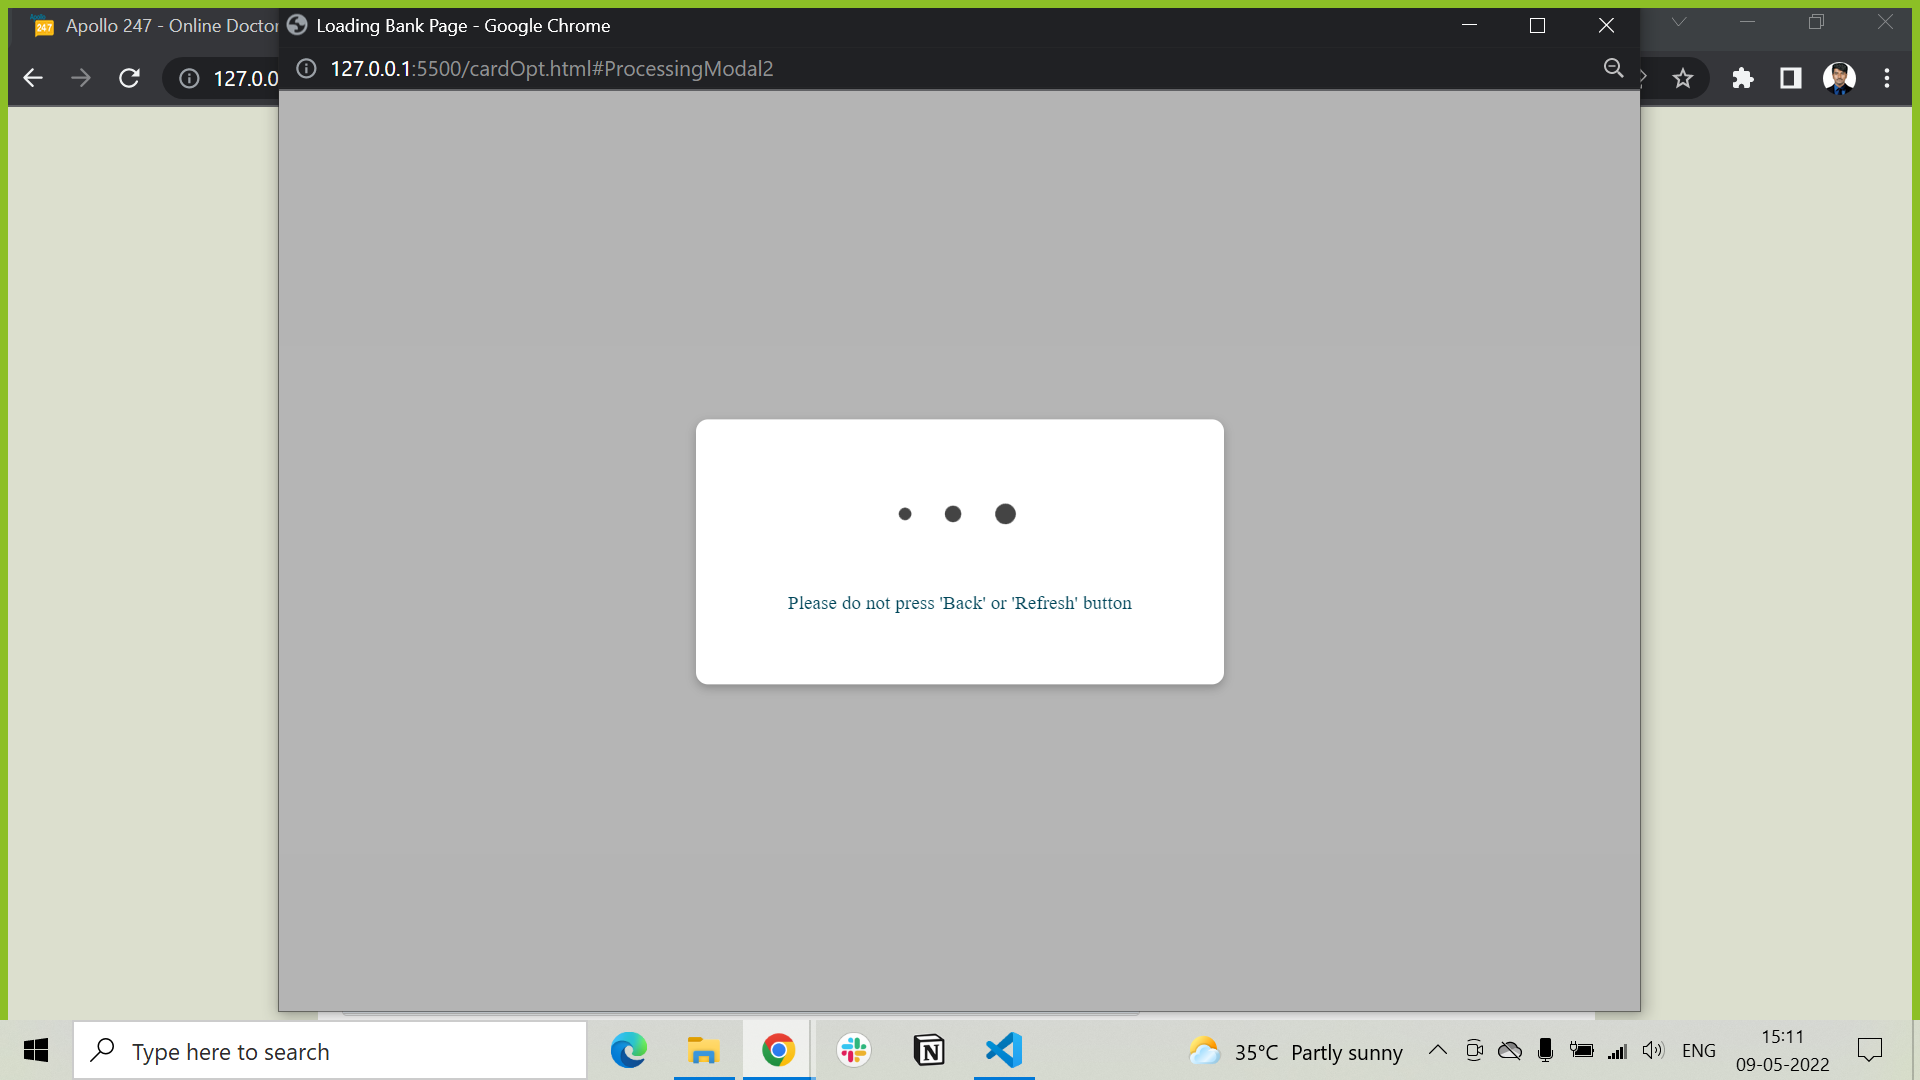 Apollo 247 - Online Doctor
Loading Bank Page - Google Chrome
127.0.0
127.0.0.1:5500/cardOpt.html#ProcessingModal2
Please do not press 'Back' or 'Refresh' button
Type here to search
35°C Partly sunny
ENG
15:11
09-05-2022